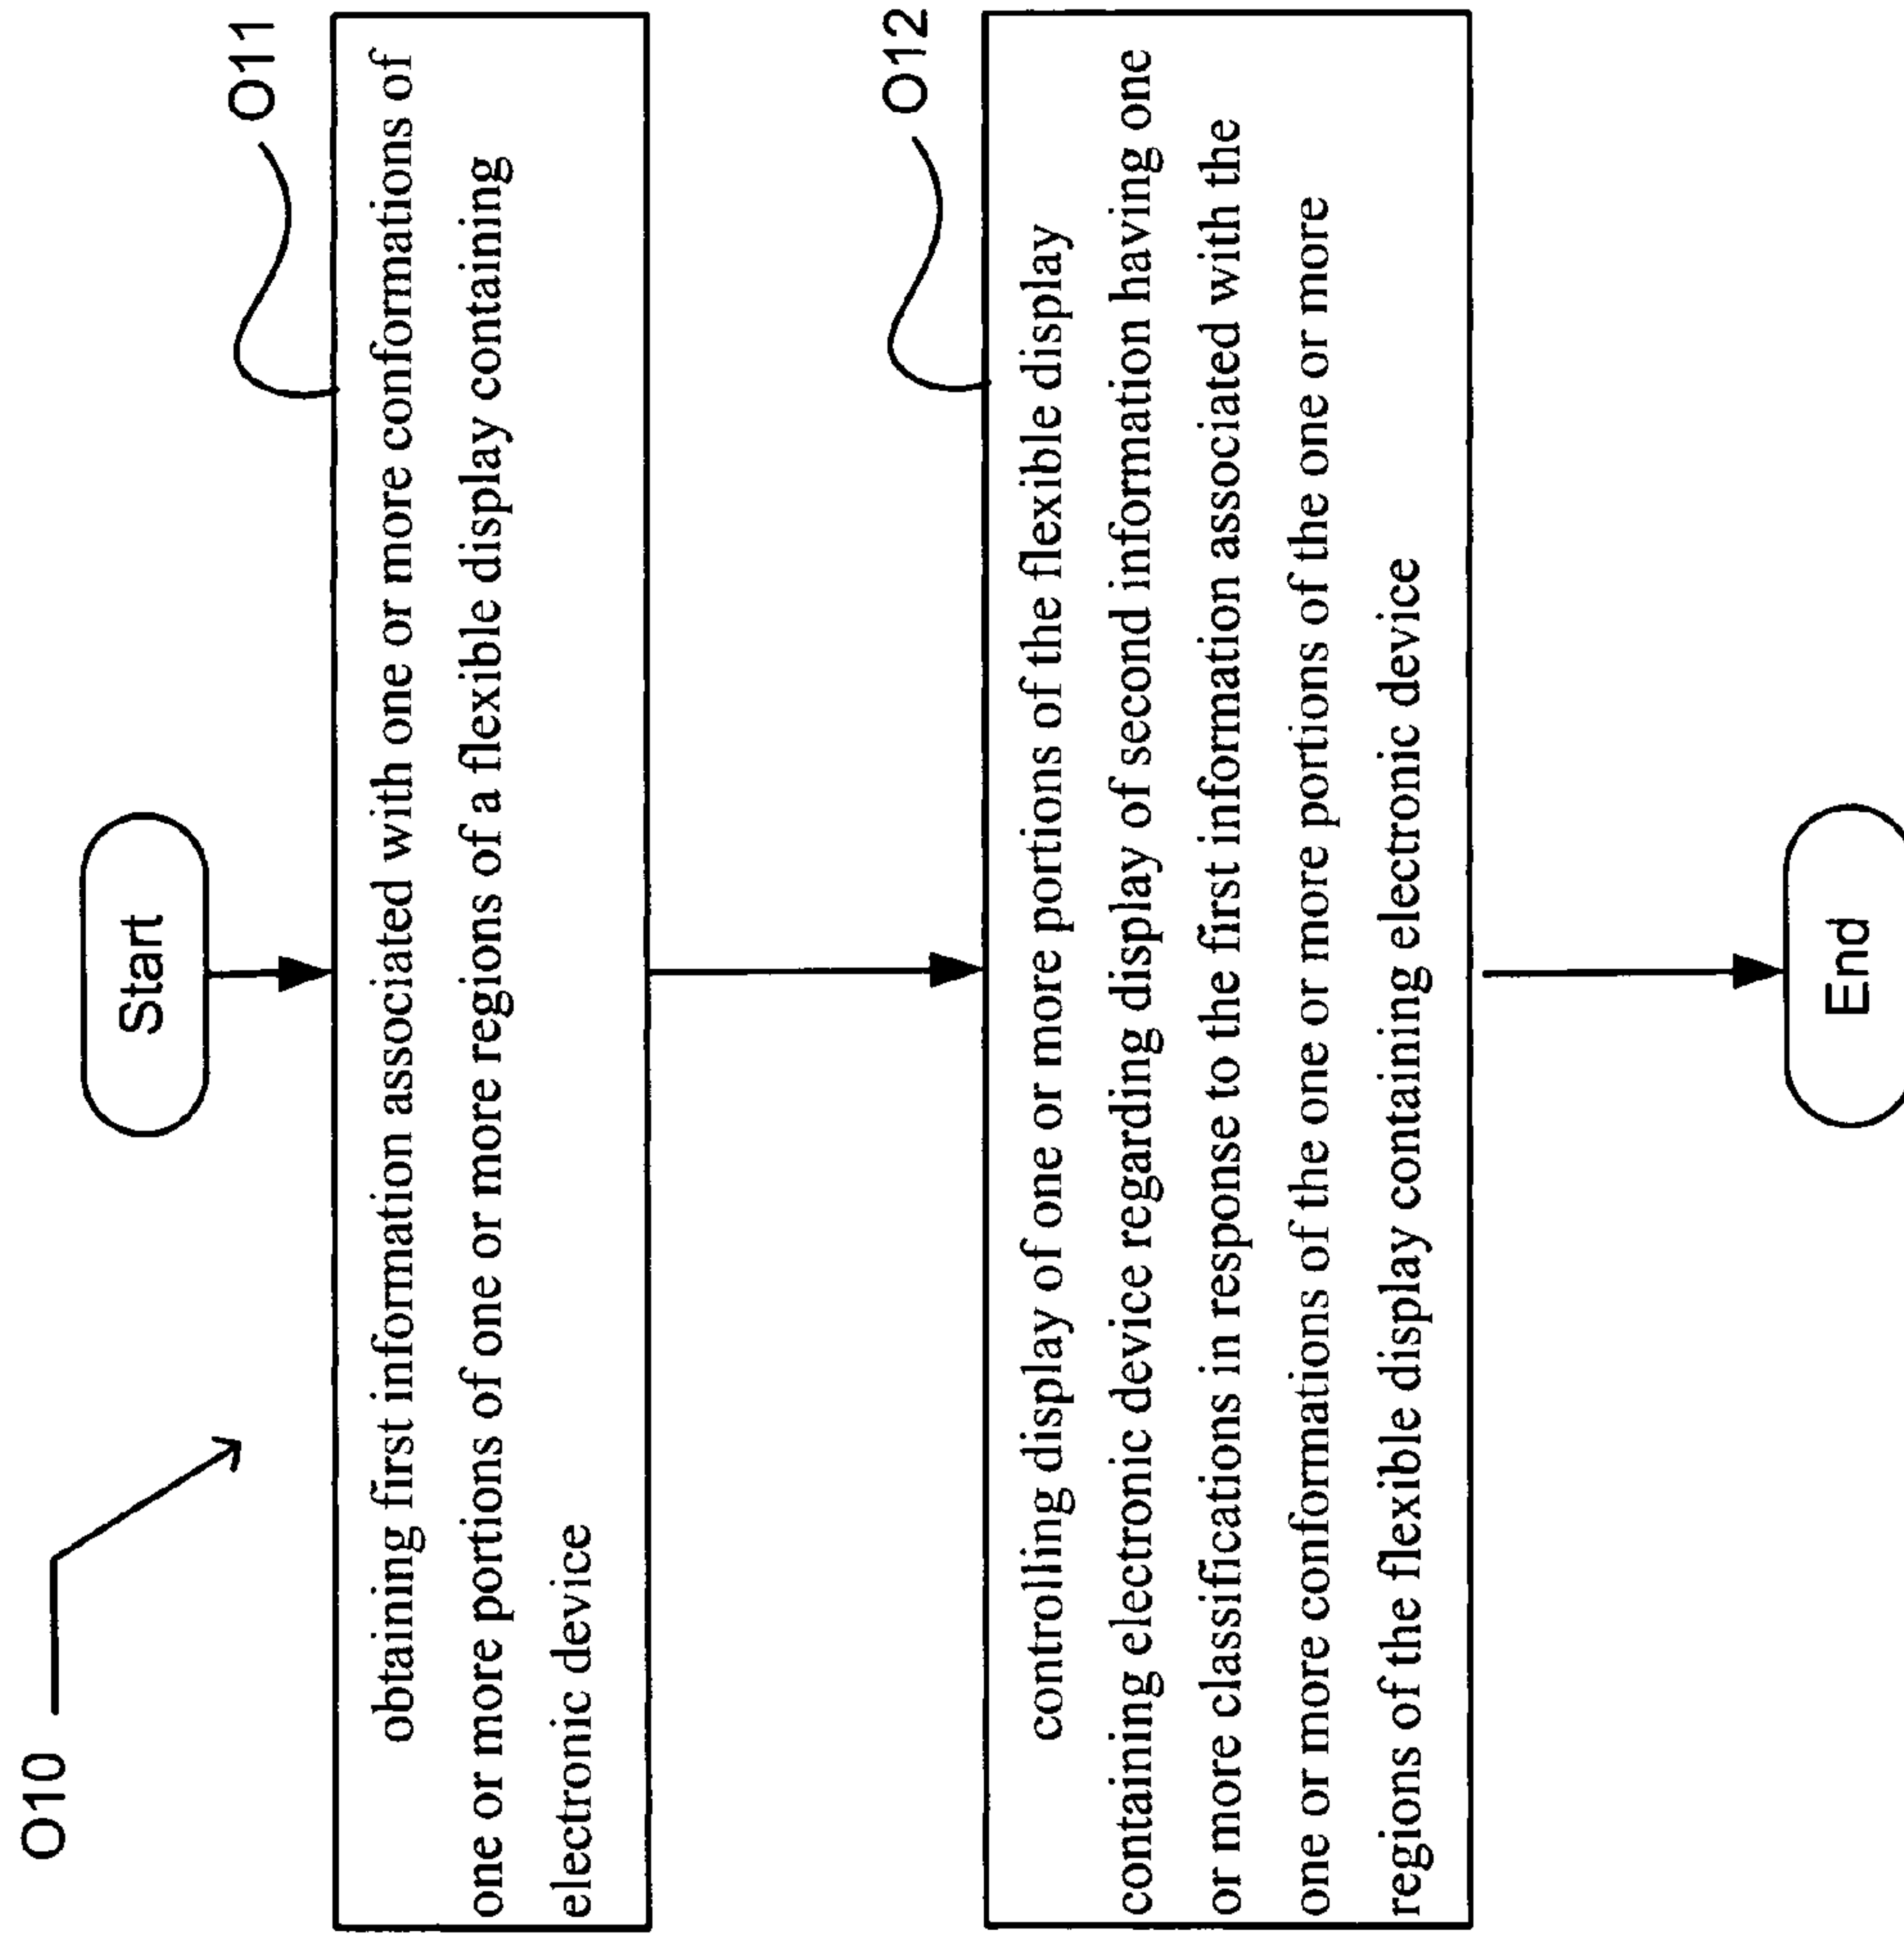 O10
Start
O11
obtaining first information associated with one or more conformations of
one or more portions of one or more regions of a flexible display containing
electronic device
O12
controlling display of one or more portions of the flexible display
containing electronic device regarding display of second information having one
or more classifications in response to the first information associated with the
one or more conformations of the one or more portions of the one or more
regions of the flexible display containing electronic device
End